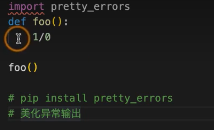 import pretty_errors
def foo():
    1/0
foo()
# pip install pretty_errors
# 美化异常输出